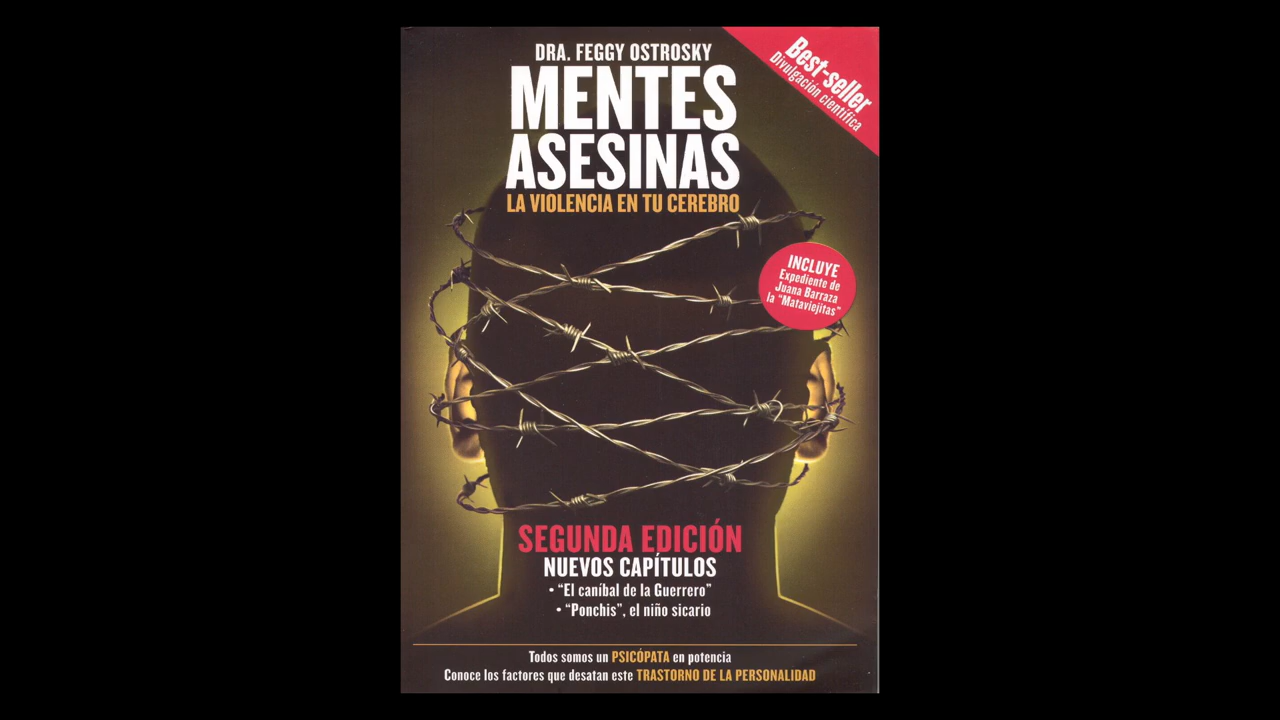 DRA. FEGGY OSTROSKY
MENTES
ASESINAS
LA VIOLENCIA EN TU CEREBRO
Best-seller
Divulgación científica
INCLUYE
Expediente de
Juana Barraza
la "Mataviejitas"
SEGUNDA EDICIÓN
NUEVOS CAPÍTULOS
• "El caníbal de la Guerrero"
• "Ponchis", el niño sicario
Todos somos un PSICÓPATA en potencia
Conoce los factores que desatan este TRASTORNO DE LA PERSONALIDAD